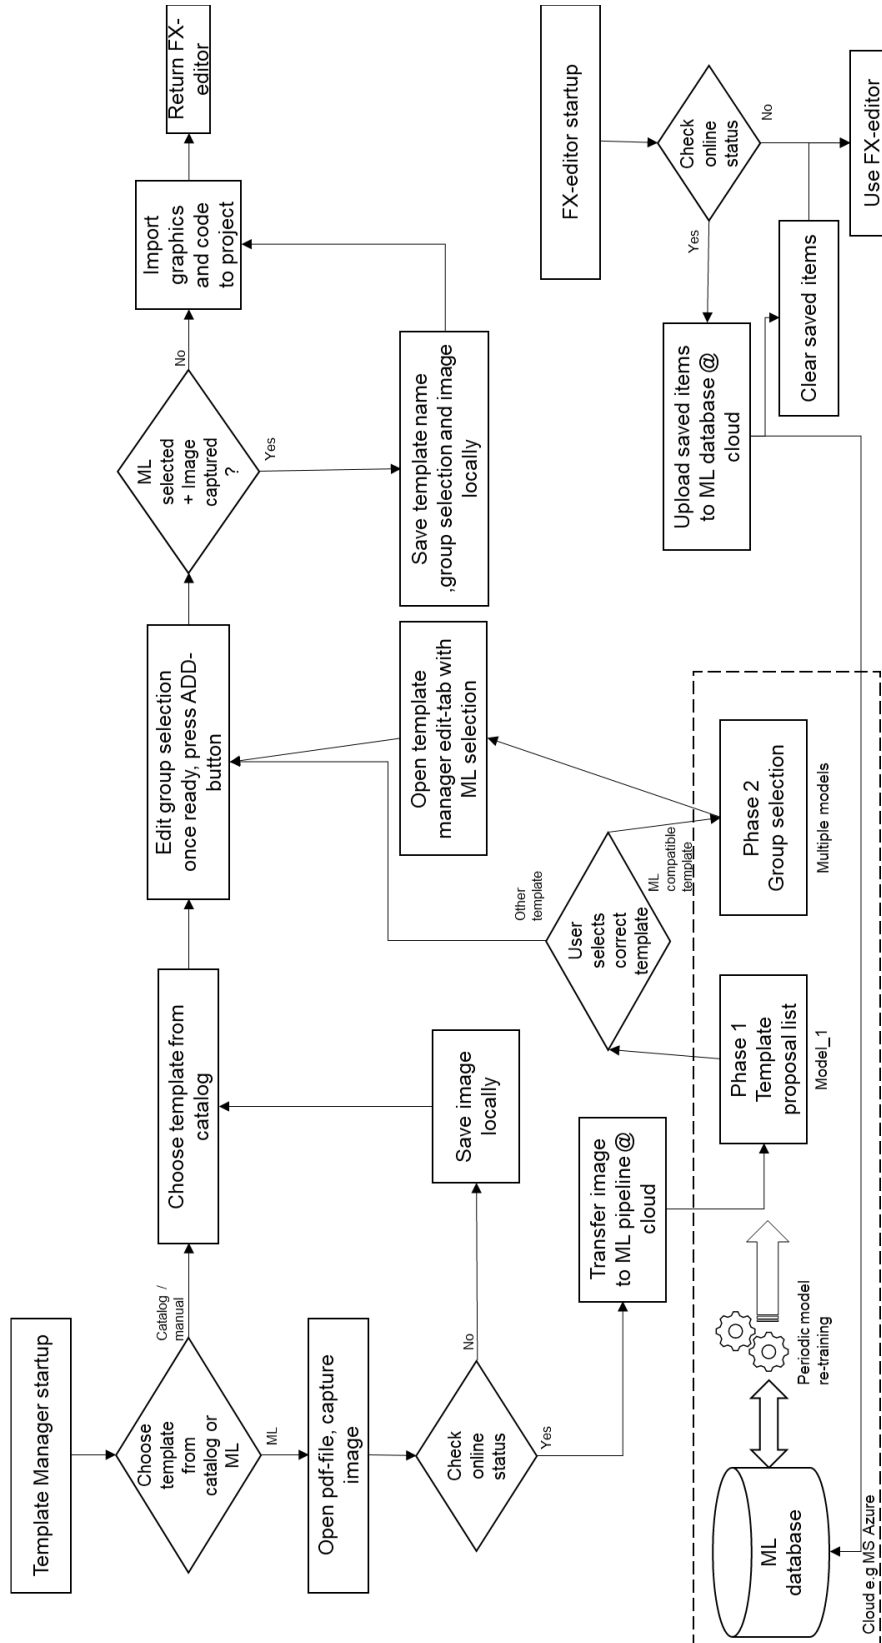 Template Manager startup
Choose
template
from
catalog or
ML
Catalog /
manual
ML
Choose template from
catalog
Open pdf-file, capture
image
Check
online
status
No
Yes
Save image
locally
Transfer image
to ML pipeline @
cloud
Edit group selection
once ready, press ADD-
button
ML
selected
+ Image
captured
?
No
Yes
Import
graphics
and code
to project
Return FX-
editor
Save template name
,group selection and image
locally
Open template
manager edit-tab with
ML selection
User
selects
correct
template
Other
template
ML
compatible
template
Phase 1
Template
proposal list
Model_1
Phase 2
Group selection
Multiple models
ML
database
Periodic model
re-training
Cloud e.g MS Azure
FX-editor startup
Check
online
status
Yes
No
Upload saved items
to ML database @
cloud
Clear saved items
Use FX-editor